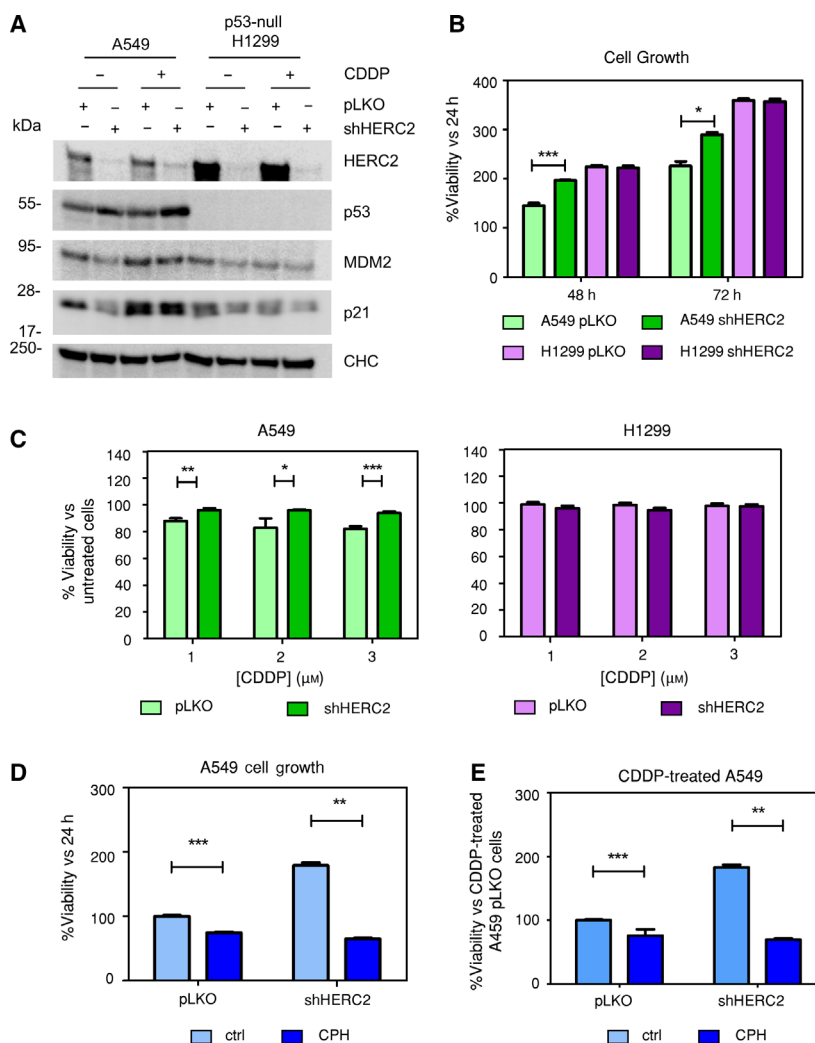 A
p53-null
A549
H1299
– + – + CDDP
+ – + – + – + – pLKO
– + – + – + – + shHERC2
kDa
HERC2
55- p53
95- MDM2
28- p21
17-
250- CHC
B
Cell Growth
%Viability vs 24 h
400
300
200
100
0
*** *
48 h 72 h
A549 pLKO A549 shHERC2
H1299 pLKO H1299 shHERC2
C
A549
% Viability vs
untreated cells
140
120
100
80
60
40
20
0
** * ***
1 2 3
[CDDP] (μM)
pLKO shHERC2
H1299
140
120
100
80
60
40
20
0
1 2 3
[CDDP] (μM)
pLKO shHERC2
D
A549 cell growth
%Viability vs 24 h
300
200
100
0
*** **
pLKO shHERC2
ctrl CPH
E
CDDP-treated A549
%Viability vs CDDP-treated
A459 pLKO cells
300
200
100
0
*** **
pLKO shHERC2
ctrl CPH